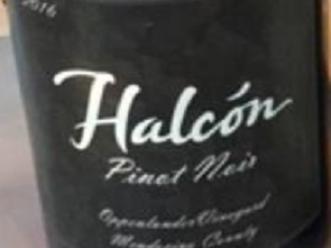 2016
Halcón
Pinot Noir
Oppenlander Vineyard
Mendocino County